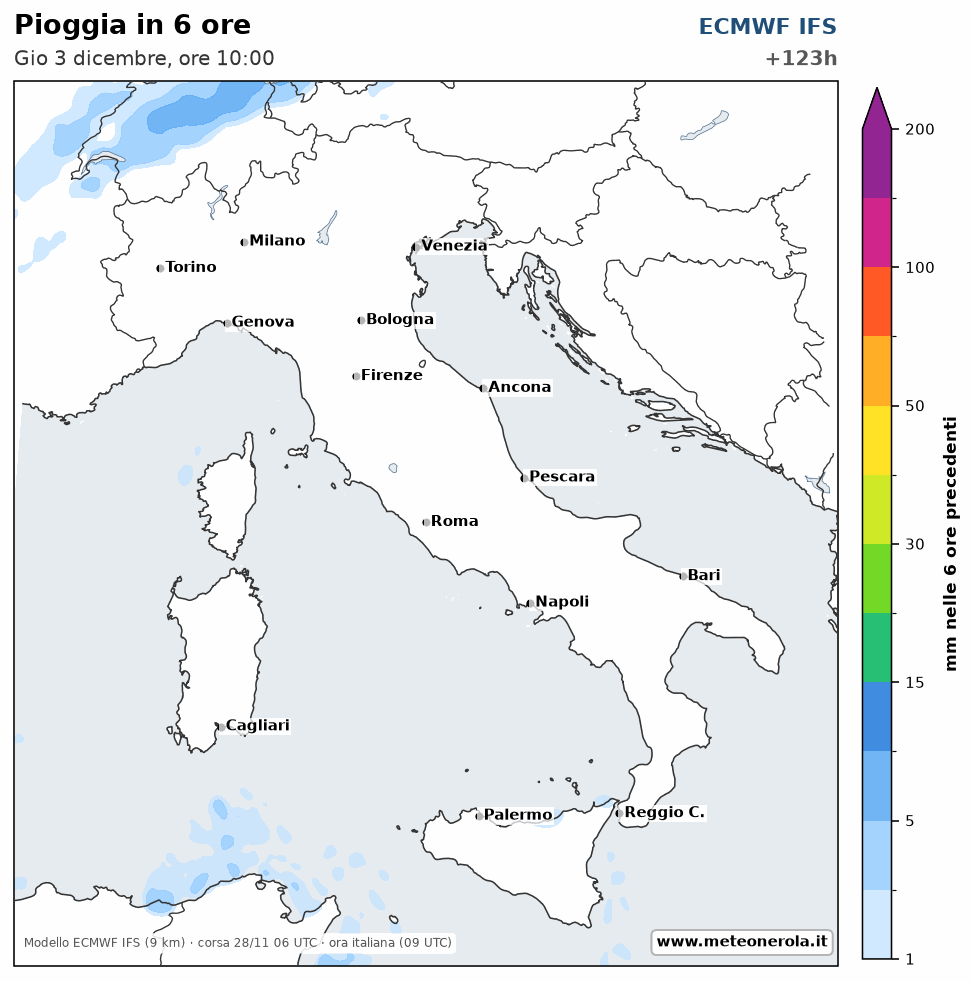 Pioggia in 6 ore
ECMWF IFS
Gio 3 dicembre, ore 10:00
+123h
Milano
Venezia
Torino
Genova
Bologna
Firenze
Ancona
Pescara
Roma
Bari
Napoli
Cagliari
Palermo
Reggio C.
200
100
50
30
15
5
1
mm nelle 6 ore precedenti
Modello ECMWF IFS (9 km) · corsa 28/11 06 UTC · ora italiana (09 UTC)
www.meteonerola.it